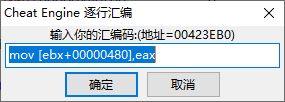 Cheat Engine 逐行汇编
输入你的汇编码:(地址=00423EB0)
mov [ebx+00000480],eax
确定
取消